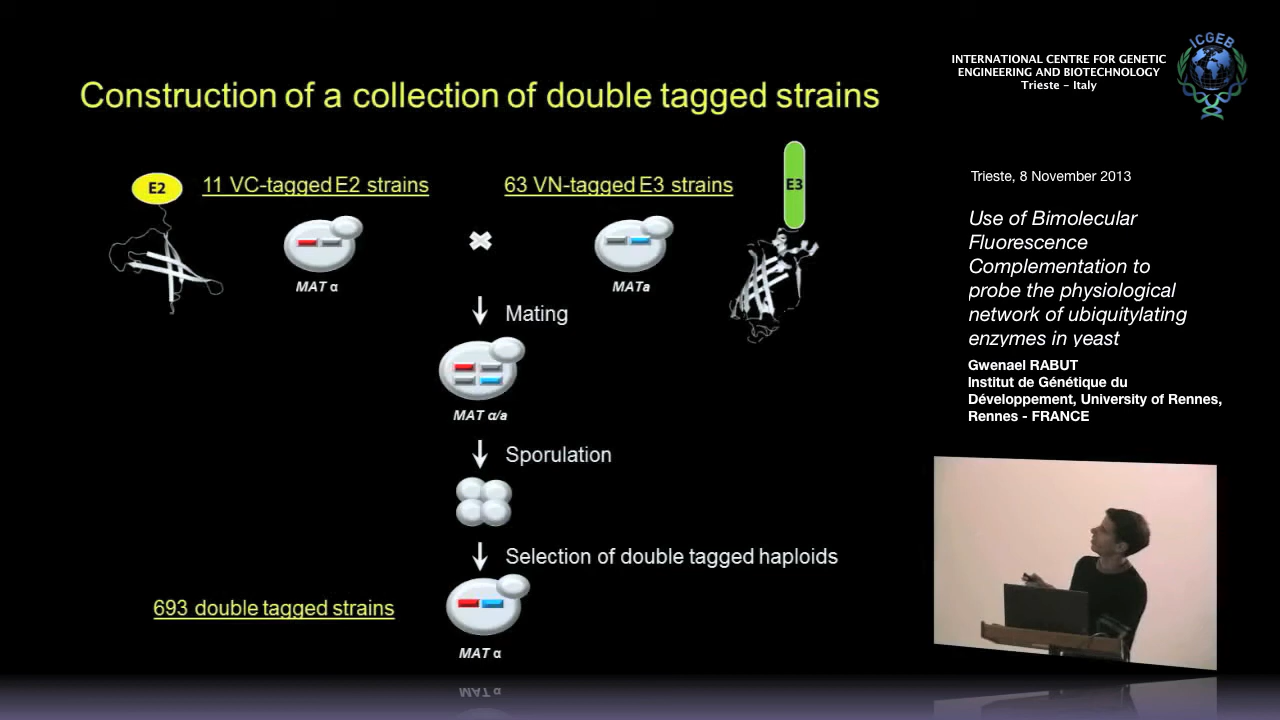 Construction of a collection of double tagged strains
E2
11 VC-tagged E2 strains
63 VN-tagged E3 strains
E3
MAT α
MATa
Mating
MAT α/a
Sporulation
Selection of double tagged haploids
693 double tagged strains
MAT α
MAT α
INTERNATIONAL CENTRE FOR GENETIC
ENGINEERING AND BIOTECHNOLOGY
Trieste – Italy
ICGEB
Trieste, 8 November 2013
Use of Bimolecular
Fluorescence
Complementation to
probe the physiological
network of ubiquitylating
enzymes in yeast
Gwenael RABUT
Institut de Génétique du
Développement, University of Rennes,
Rennes - FRANCE